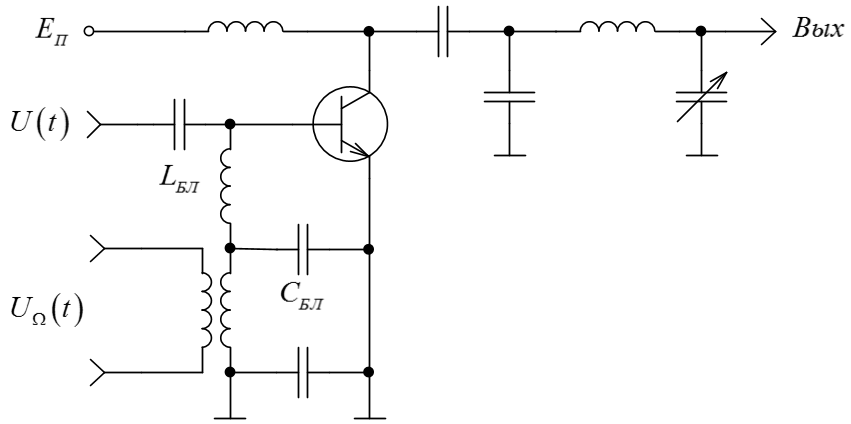 E_П
Вых
U(t)
L_БЛ
C_БЛ
U_Ω(t)